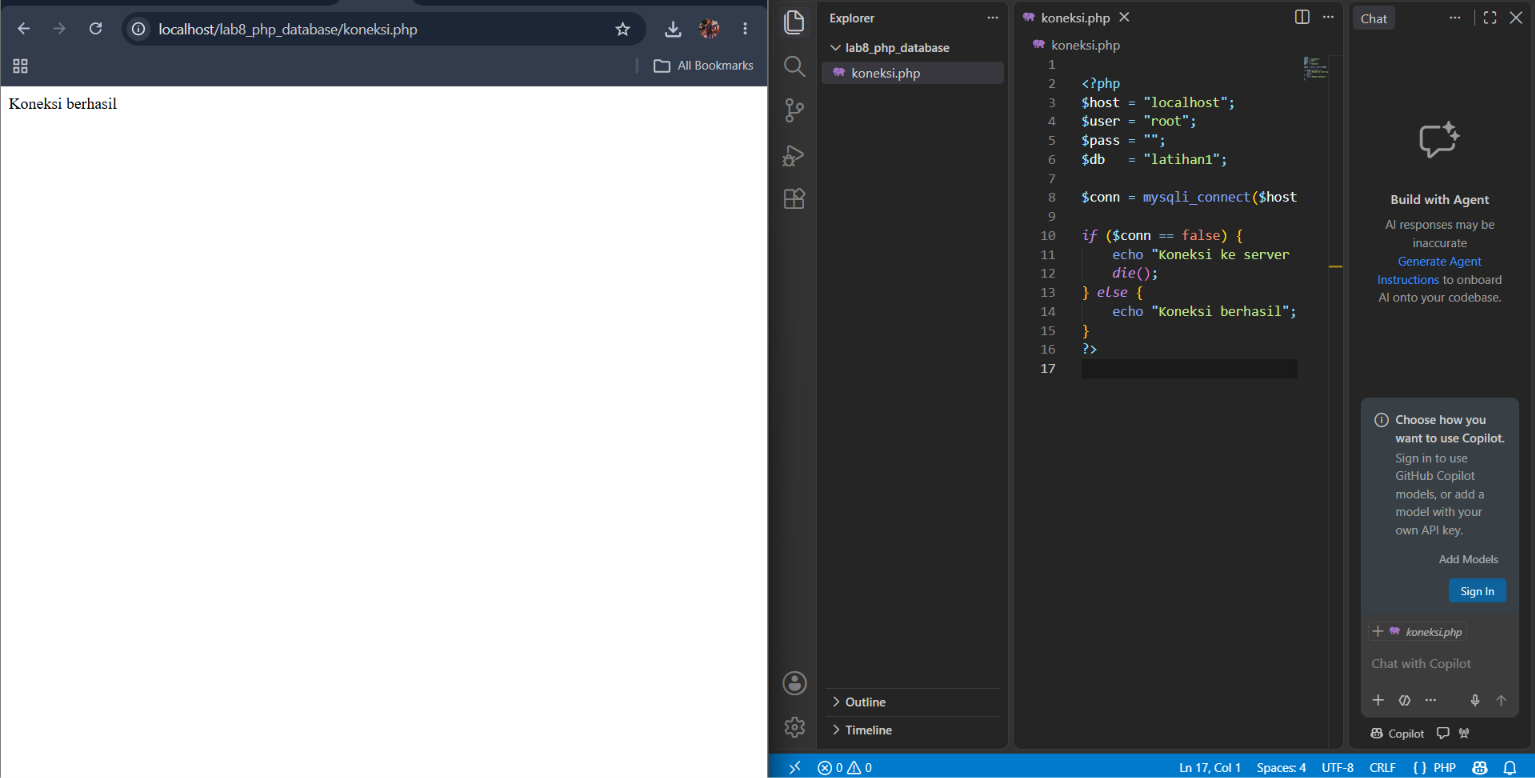 localhost/lab8_php_database/koneksi.php
All Bookmarks
Koneksi berhasil
Explorer
lab8_php_database
koneksi.php
Outline
Timeline
koneksi.php
koneksi.php
1
2 <?php
3 $host = "localhost";
4 $user = "root";
5 $pass = "";
6 $db   = "latihan1";
7
8 $conn = mysqli_connect($host
9
10 if ($conn == false) {
11     echo "Koneksi ke server
12     die();
13 } else {
14     echo "Koneksi berhasil";
15 }
16 ?>
17
Chat
Build with Agent
AI responses may be
inaccurate
Generate Agent
Instructions to onboard
AI onto your codebase.
Choose how you
want to use Copilot.
Sign in to use
GitHub Copilot
models, or add a
model with your
own API key.
Add Models
Sign In
koneksi.php
Chat with Copilot
Copilot
0 0
Ln 17, Col 1
Spaces: 4
UTF-8
CRLF
{ } PHP